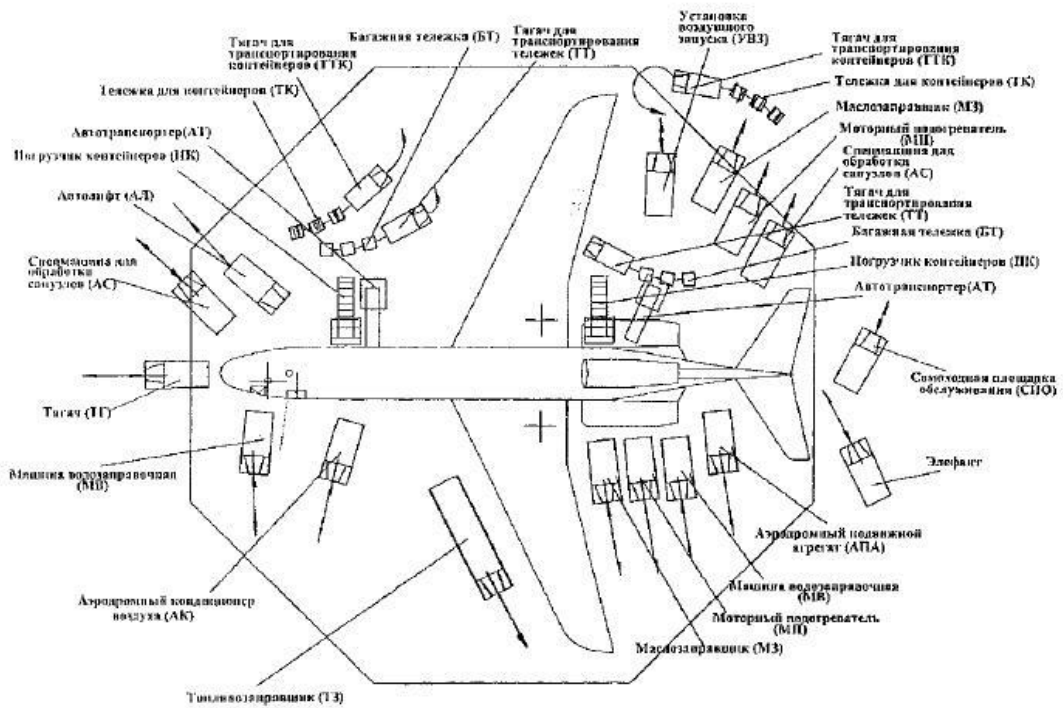 Тягач для
транспортирования
контейнеров (ТТК)
Багажная тележка (БТ)
Тягач для
транспортирования
тележек (ТТ)
Установка
воздушного
запуска (УВЗ)
Тягач для
транспортирования
контейнеров (ТТК)
Тележка для контейнеров (ТК)
Тележка для контейнеров (ТК)
Маслозаправщик (МЗ)
Автотранспортер(АТ)
Моторный подогреватель
(МП)
Погрузчик контейнеров (ПК)
Спецмашина для
обработки
санузлов (АС)
Автолифт (АЛ)
Тягач для
транспортирования
тележек (ТТ)
Багажная тележка (БТ)
Спецмашина для
обработки
санузлов (АС)
Погрузчик контейнеров (ПК)
Автотранспортер(АТ)
Самоходная площадка
обслуживания (СПО)
Тягач (ТГ)
Машина водозаправочная
(МВ)
Элефант
Аэродромный подвижной
агрегат (АПА)
Машина водозаправочная
(МВ)
Аэродромный кондиционер
воздуха (АК)
Моторный подогреватель
(МП)
Маслозаправщик (МЗ)
Топливозаправщик (ТЗ)